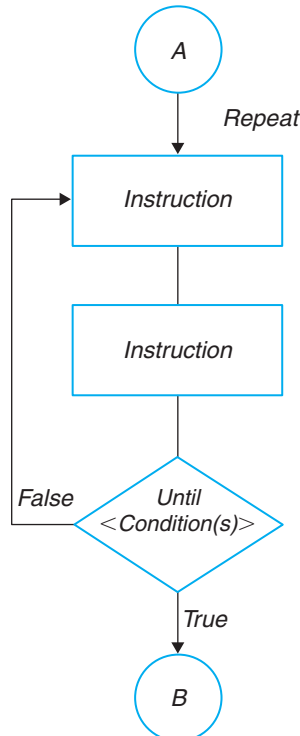 A
Repeat
Instruction
Instruction
Until
<Condition(s)>
False
True
B